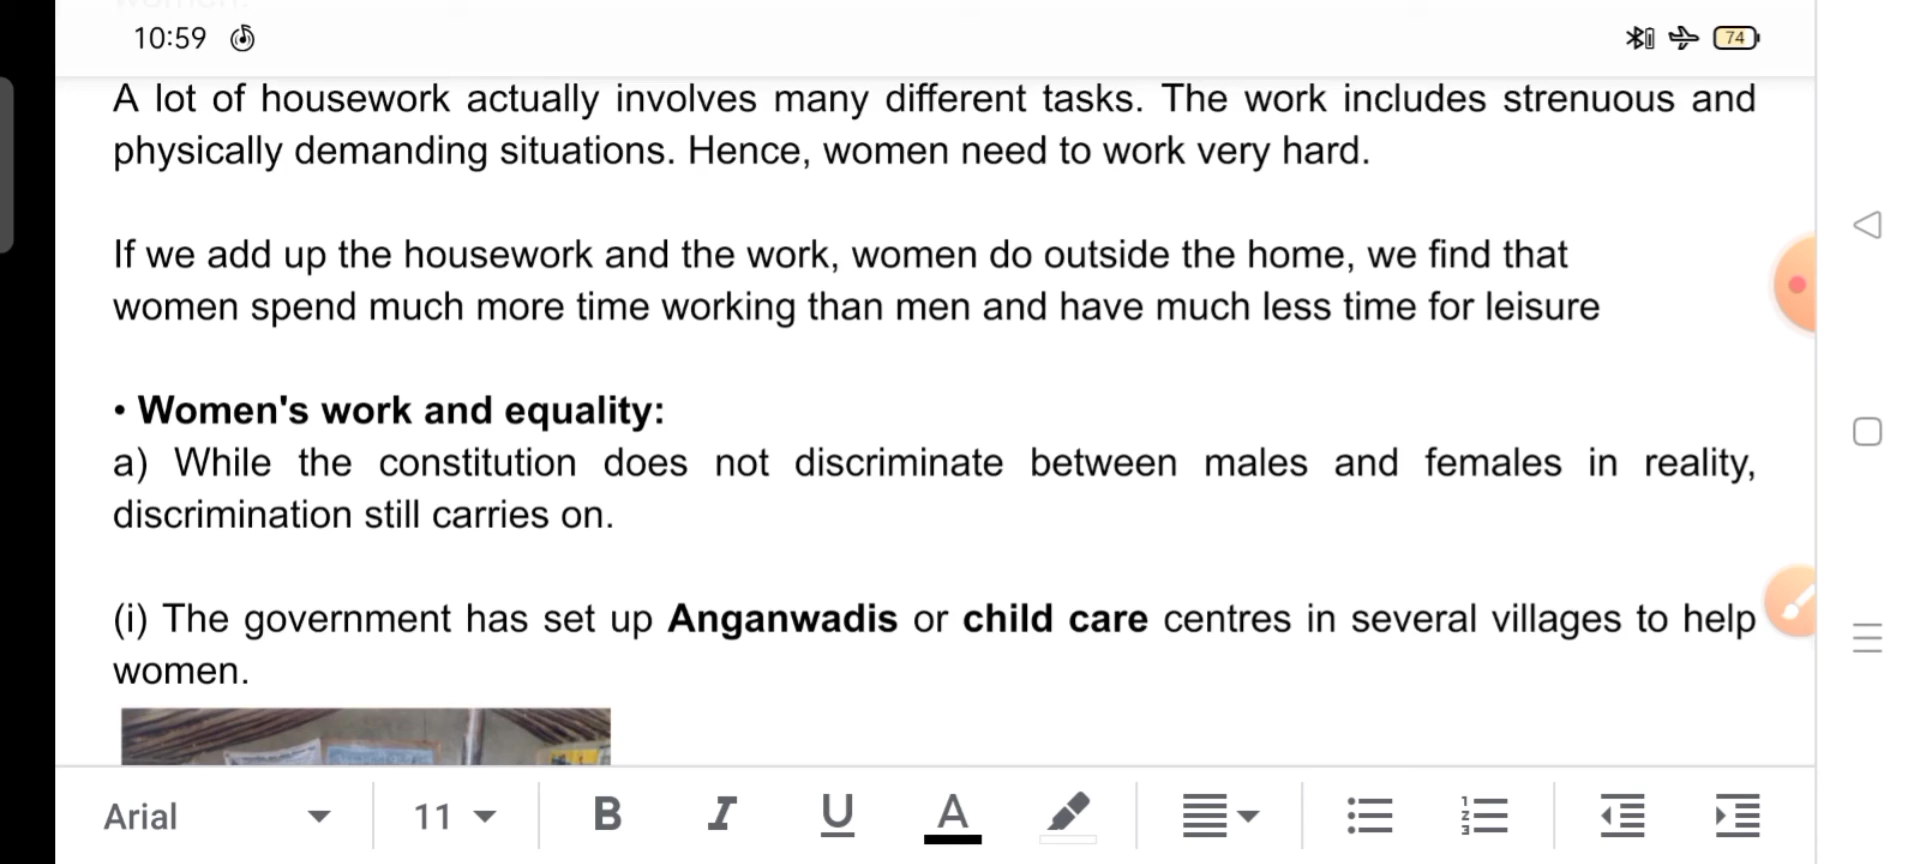 10:59
74
A lot of housework actually involves many different tasks. The work includes strenuous and
physically demanding situations. Hence, women need to work very hard.
If we add up the housework and the work, women do outside the home, we find that
women spend much more time working than men and have much less time for leisure
• Women's work and equality:
a) While the constitution does not discriminate between males and females in reality,
discrimination still carries on.
(i) The government has set up Anganwadis or child care centres in several villages to help
women.
Arial 11 B I U A